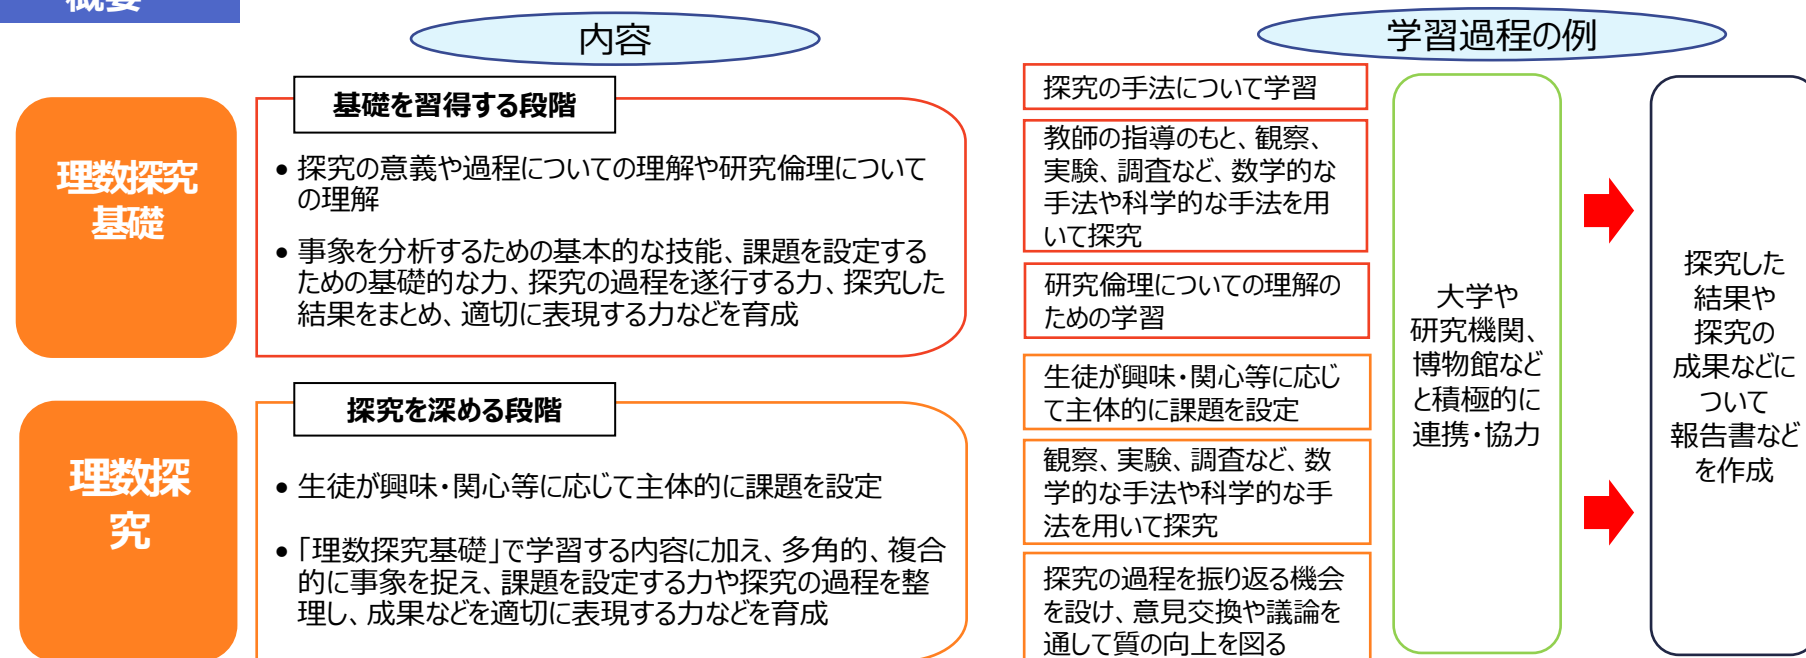 概要
内容
学習過程の例
理数探究
基礎
基礎を習得する段階
• 探究の意義や過程についての理解や研究倫理について
の理解
• 事象を分析するための基本的な技能、課題を設定する
ための基礎的な力、探究の過程を遂行する力、探究した
結果をまとめ、適切に表現する力などを育成
理数探
究
探究を深める段階
• 生徒が興味・関心等に応じて主体的に課題を設定
• 「理数探究基礎」で学習する内容に加え、多角的、複合
的に事象を捉え、課題を設定する力や探究の過程を整
理し、成果などを適切に表現する力などを育成
探究の手法について学習
教師の指導のもと、観察、
実験、調査など、数学的な
手法や科学的な手法を用
いて探究
研究倫理についての理解の
ための学習
生徒が興味・関心等に応じ
て主体的に課題を設定
観察、実験、調査など、数
学的な手法や科学的な手
法を用いて探究
探究の過程を振り返る機会
を設け、意見交換や議論を
通して質の向上を図る
大学や
研究機関、
博物館など
と積極的に
連携・協力
探究した
結果や
探究の
成果などに
ついて
報告書など
を作成